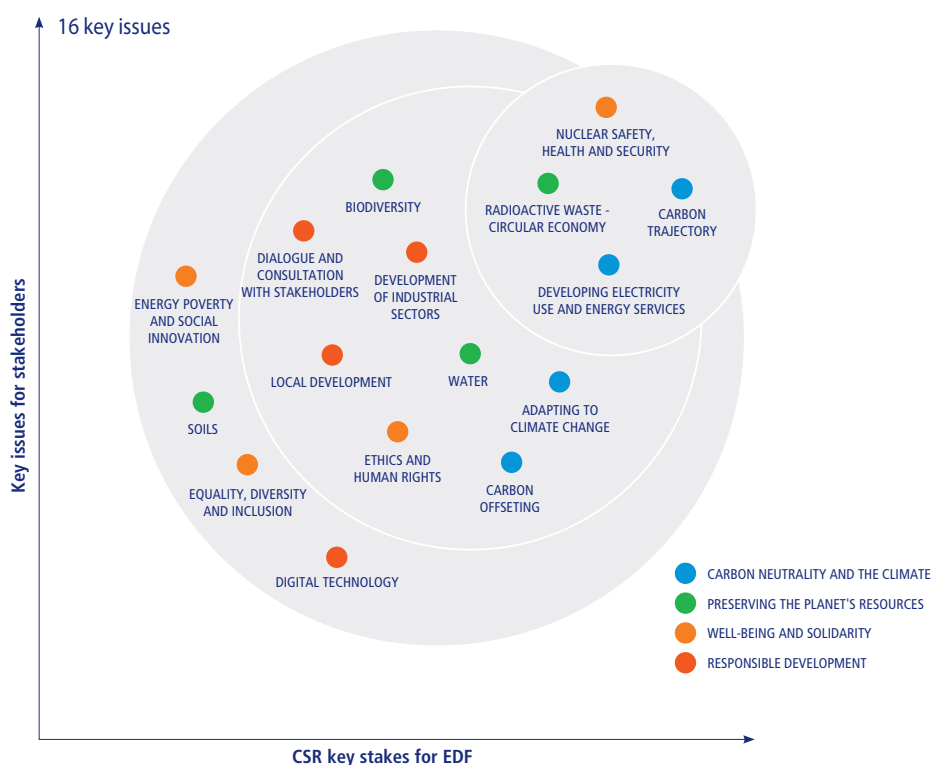 16 key issues
NUCLEAR SAFETY,
HEALTH AND SECURITY
BIODIVERSITY
RADIOACTIVE WASTE -
CIRCULAR ECONOMY
CARBON
TRAJECTORY
DIALOGUE AND
CONSULTATION
WITH STAKEHOLDERS
DEVELOPMENT
OF INDUSTRIAL
SECTORS
DEVELOPING ELECTRICITY
USE AND ENERGY SERVICES
ENERGY POVERTY
AND SOCIAL
INNOVATION
LOCAL DEVELOPMENT
WATER
ADAPTING TO
CLIMATE CHANGE
SOILS
ETHICS AND
HUMAN RIGHTS
CARBON
OFFSETING
EQUALITY, DIVERSITY
AND INCLUSION
DIGITAL TECHNOLOGY
CARBON NEUTRALITY AND THE CLIMATE
PRESERVING THE PLANET'S RESOURCES
WELL-BEING AND SOLIDARITY
RESPONSIBLE DEVELOPMENT
Key issues for stakeholders
CSR key stakes for EDF